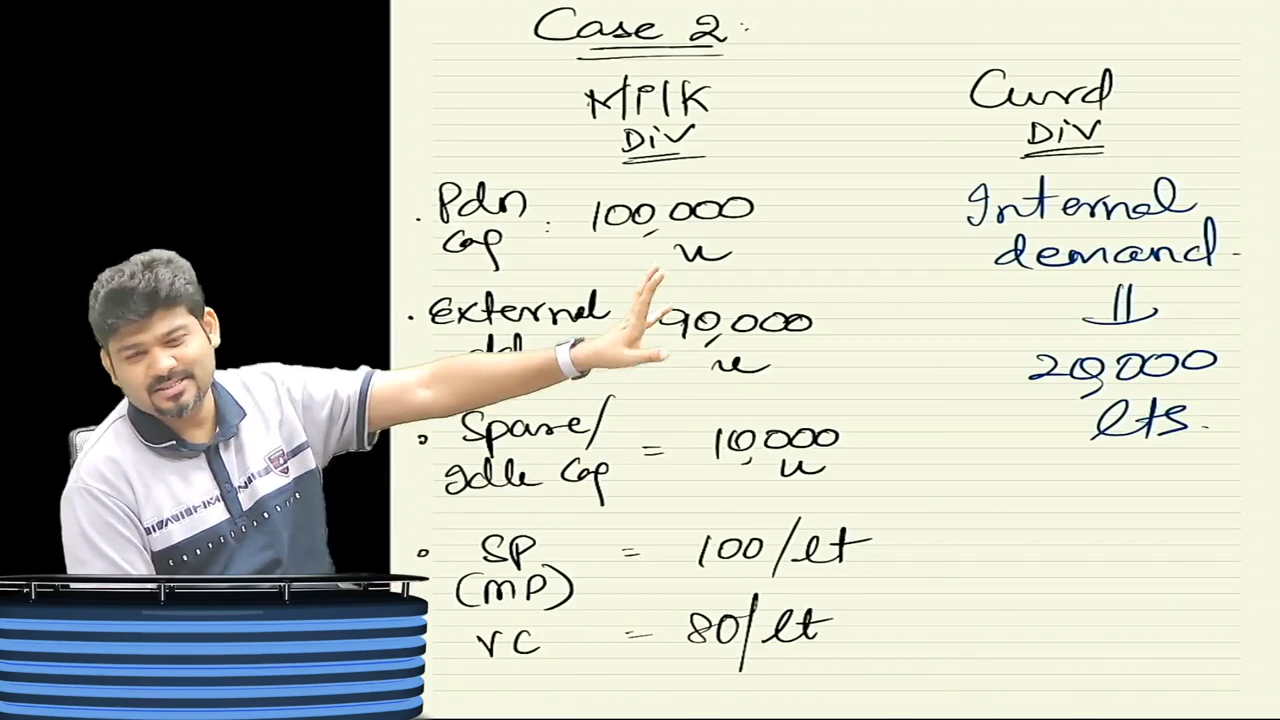 Case 2:
Milk
Div
Curd
Div
. Pdn
Cap : 100,000
u
. External
dd 90,000
u
. Spare/
Idle Cap = 10,000
u
. SP = 100/lt
(MP)
VC = 80/lt
Internal
demand.
⇓
20,000
lts.